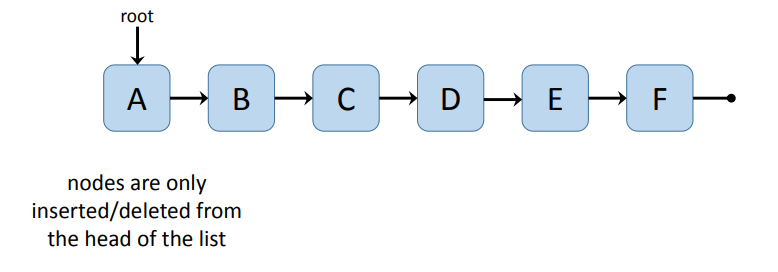 root
A B C D E F
nodes are only
inserted/deleted from
the head of the list